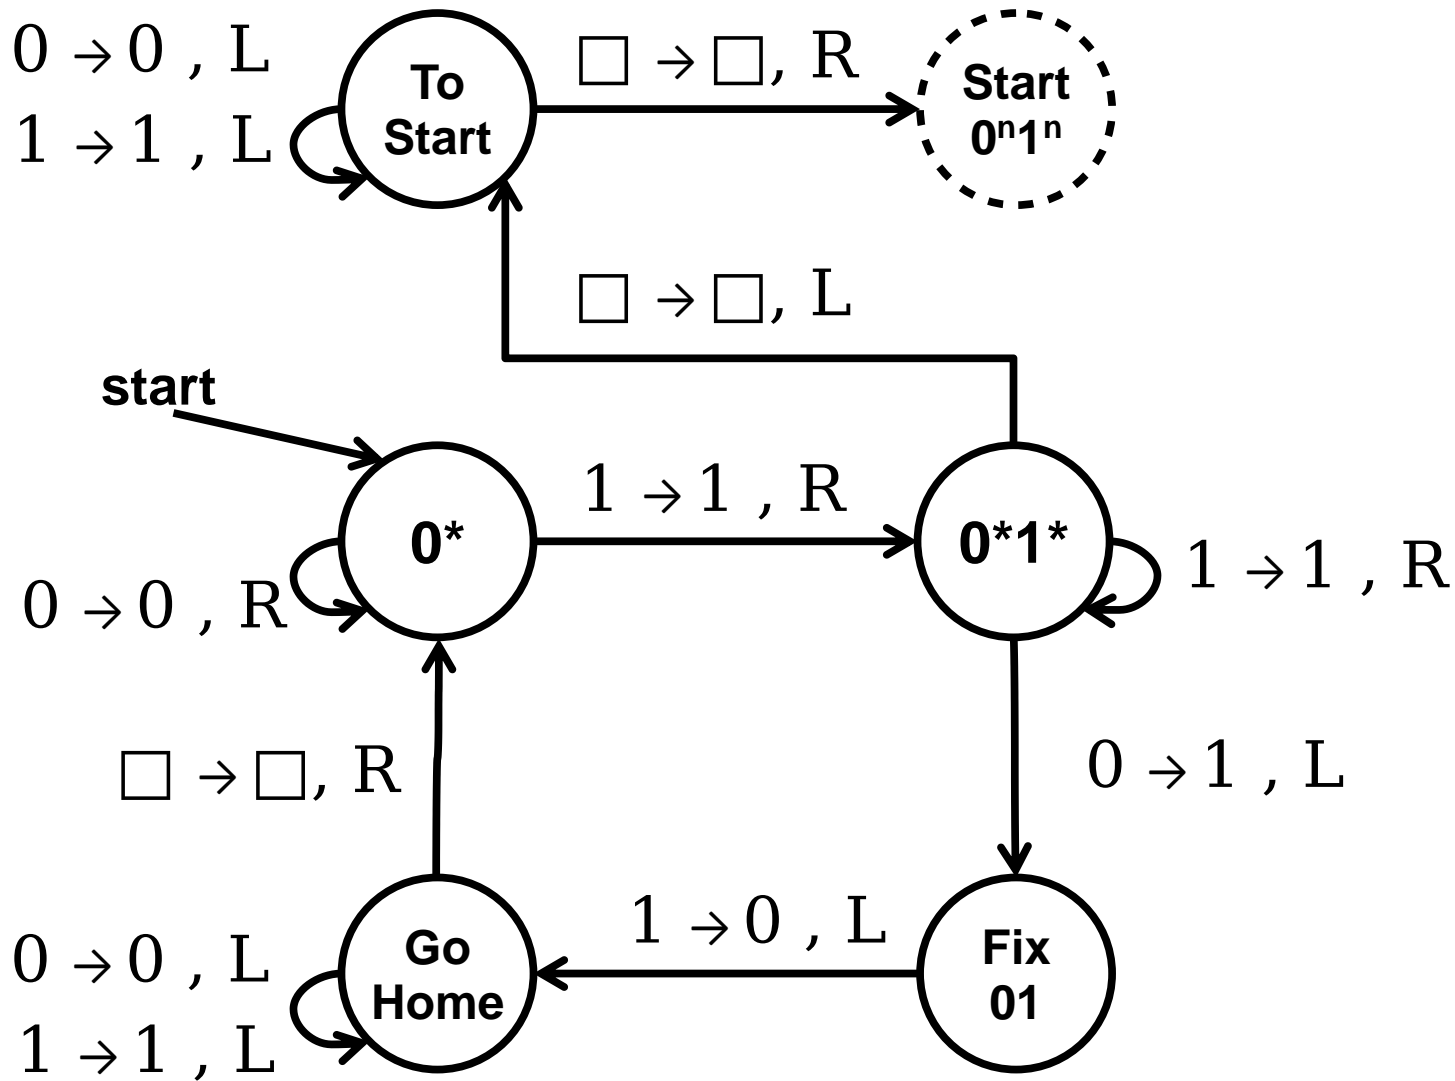 0 → 0 , L
1 → 1 , L
To
Start
□ → □, R
Start
0ⁿ1ⁿ
□ → □, L
start
0*
1 → 1 , R
0*1*
0 → 0 , R
1 → 1 , R
□ → □, R
0 → 1 , L
0 → 0 , L
1 → 1 , L
Go
Home
1 → 0 , L
Fix
01